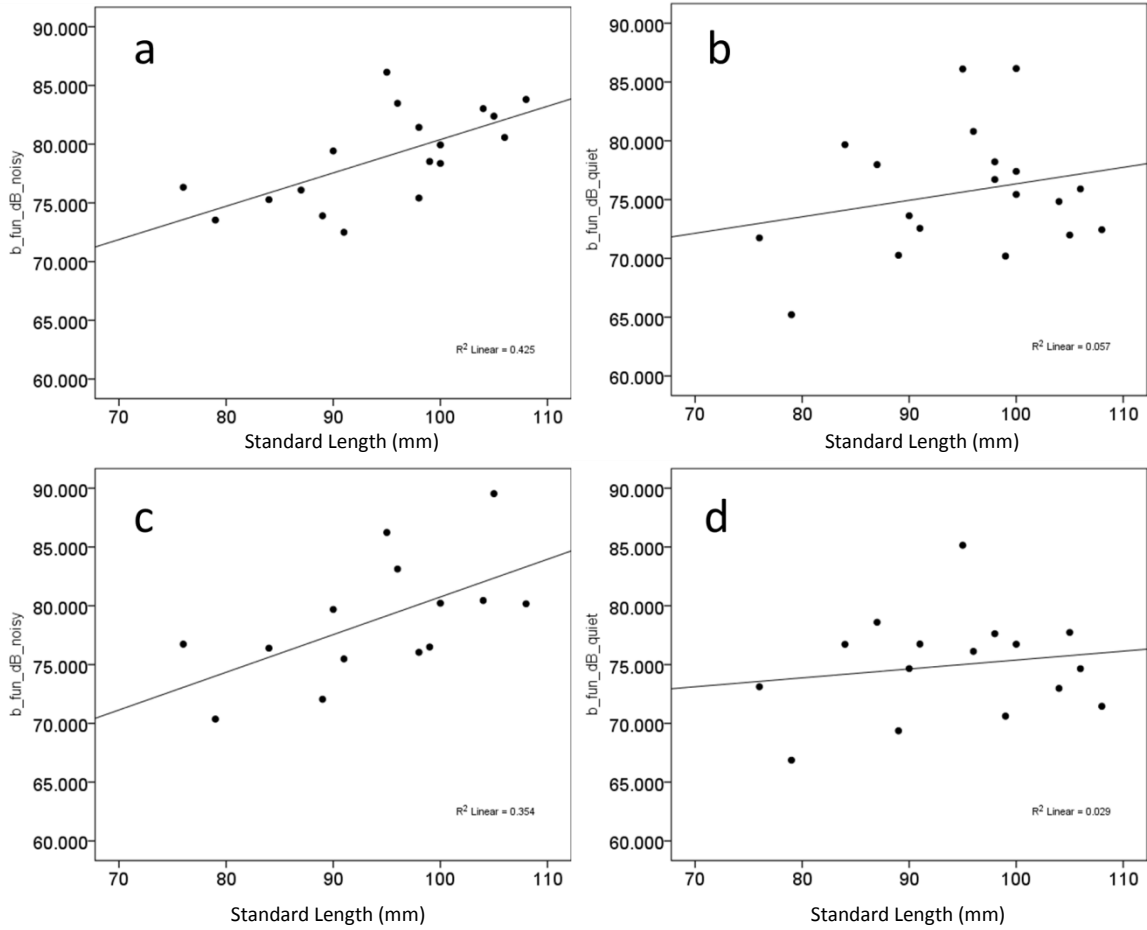 a
90.000
85.000
80.000
75.000
70.000
65.000
60.000
b_fun_dB_noisy
R² Linear = 0.425
70 80 90 100 110
Standard Length (mm)
b
90.000
85.000
80.000
75.000
70.000
65.000
60.000
b_fun_dB_quiet
R² Linear = 0.057
70 80 90 100 110
Standard Length (mm)
c
90.000
85.000
80.000
75.000
70.000
65.000
60.000
b_fun_dB_noisy
R² Linear = 0.354
70 80 90 100 110
Standard Length (mm)
d
90.000
85.000
80.000
75.000
70.000
65.000
60.000
b_fun_dB_quiet
R² Linear = 0.029
70 80 90 100 110
Standard Length (mm)